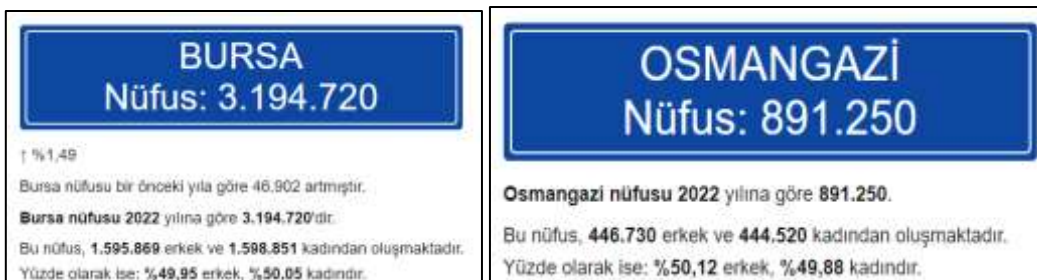 BURSA
Nüfus: 3.194.720
↑ %1,49
Bursa nüfusu bir önceki yıla göre 46.902 artmıştır.
Bursa nüfusu 2022 yılına göre 3.194.720'dir.
Bu nüfus, 1.595.869 erkek ve 1.598.851 kadından oluşmaktadır.
Yüzde olarak ise: %49,95 erkek, %50,05 kadındır.
OSMANGAZİ
Nüfus: 891.250
Osmangazi nüfusu 2022 yılına göre 891.250.
Bu nüfus, 446.730 erkek ve 444.520 kadından oluşmaktadır.
Yüzde olarak ise: %50,12 erkek, %49,88 kadındır.